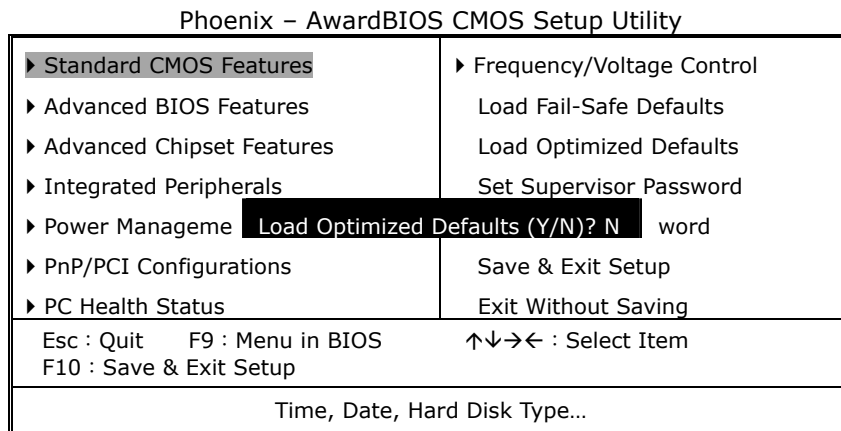 Phoenix – AwardBIOS CMOS Setup Utility
Standard CMOS Features
Advanced BIOS Features
Advanced Chipset Features
Integrated Peripherals
Power Manageme
PnP/PCI Configurations
PC Health Status
Frequency/Voltage Control
Load Fail-Safe Defaults
Load Optimized Defaults
Set Supervisor Password
word
Save & Exit Setup
Exit Without Saving
Load Optimized Defaults (Y/N)? N
Esc : Quit F9 : Menu in BIOS ↑↓→← : Select Item
F10 : Save & Exit Setup
Time, Date, Hard Disk Type…